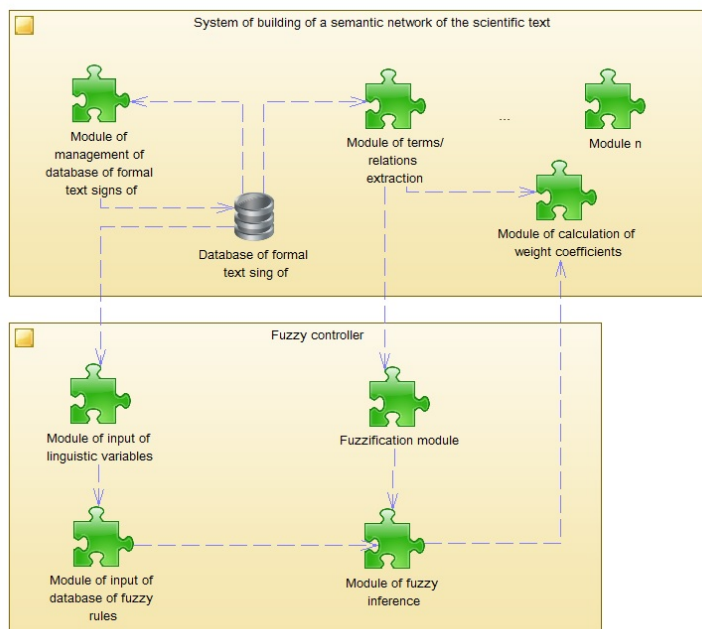 System of building of a semantic network of the scientific text
Module of
management of
database of formal
text signs of
Module of terms/
relations
extraction
...
Module n
Database of formal
text sing of
Module of calculation of
weight coefficients
Fuzzy controller
Module of input of
linguistic variables
Fuzzification module
Module of input of
database of fuzzy
rules
Module of fuzzy
inference